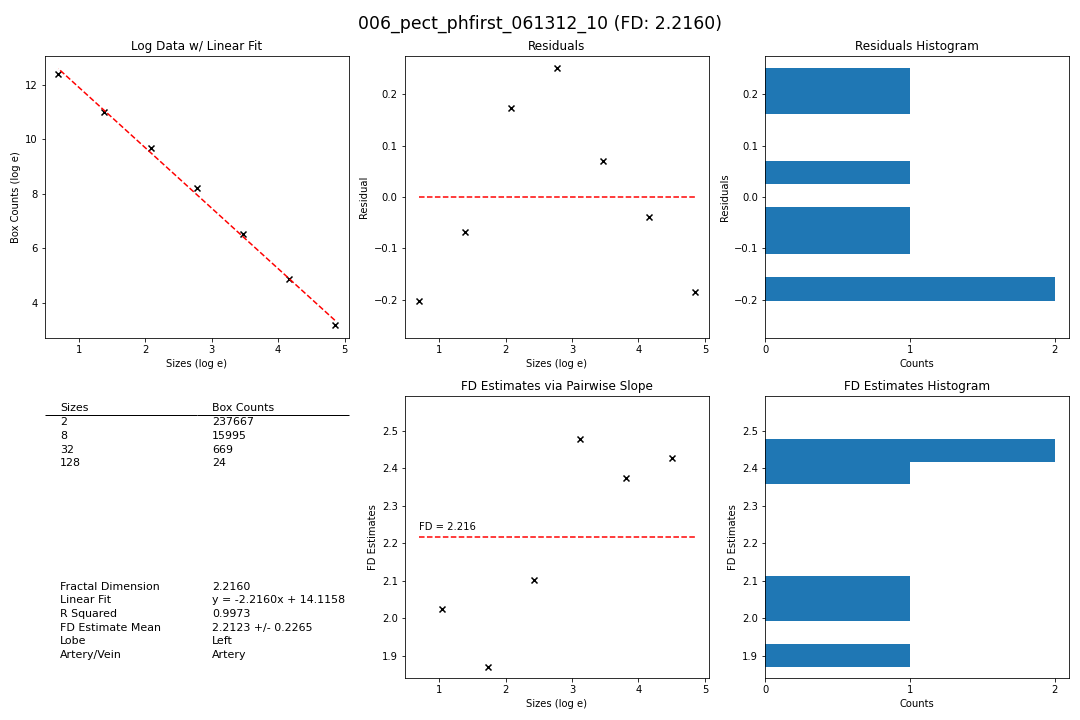 006_pect_phfirst_061312_10 (FD: 2.2160)
Log Data w/ Linear Fit
12
10
8
6
4
1 2 3 4 5
Box Counts (log e)
Sizes (log e)
Residuals
0.2
0.1
0.0
−0.1
−0.2
1 2 3 4 5
Residual
Sizes (log e)
Residuals Histogram
0.2
0.1
0.0
−0.1
−0.2
0 1 2
Residuals
Counts
Sizes Box Counts
2 237667
8 15995
32 669
128 24
Fractal Dimension 2.2160
Linear Fit y = -2.2160x + 14.1158
R Squared 0.9973
FD Estimate Mean 2.2123 +/- 0.2265
Lobe Left
Artery/Vein Artery
FD Estimates via Pairwise Slope
2.5
2.4
2.3
2.2
2.1
2.0
1.9
FD = 2.216
1 2 3 4 5
FD Estimates
Sizes (log e)
FD Estimates Histogram
2.5
2.4
2.3
2.2
2.1
2.0
1.9
0 1 2
FD Estimates
Counts